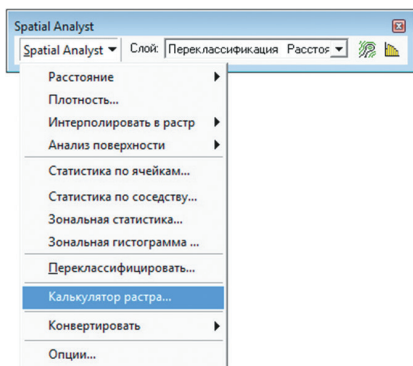 Spatial Analyst
Spatial Analyst Слой: Переклассификация Расстоя
Расстояние
Плотность...
Интерполировать в растр
Анализ поверхности
Статистика по ячейкам...
Статистика по соседству...
Зональная статистика...
Зональная гистограмма ...
Переклассифицировать...
Калькулятор растра...
Конвертировать
Опции...